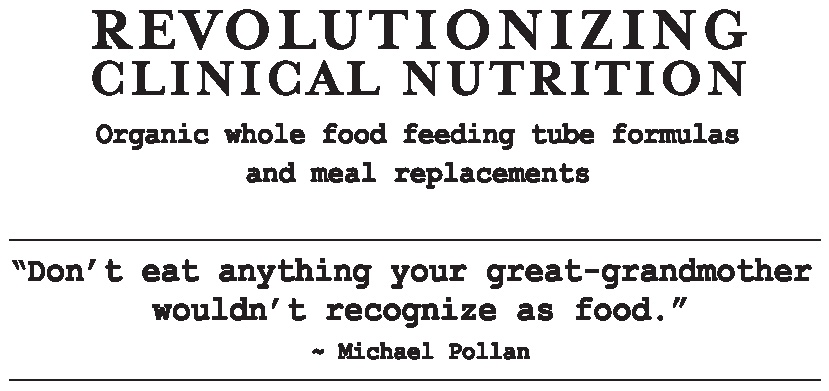 REVOLUTIONIZING
CLINICAL NUTRITION
Organic whole food feeding tube formulas
and meal replacements
“Don’t eat anything your great-grandmother
wouldn’t recognize as food.”
~ Michael Pollan